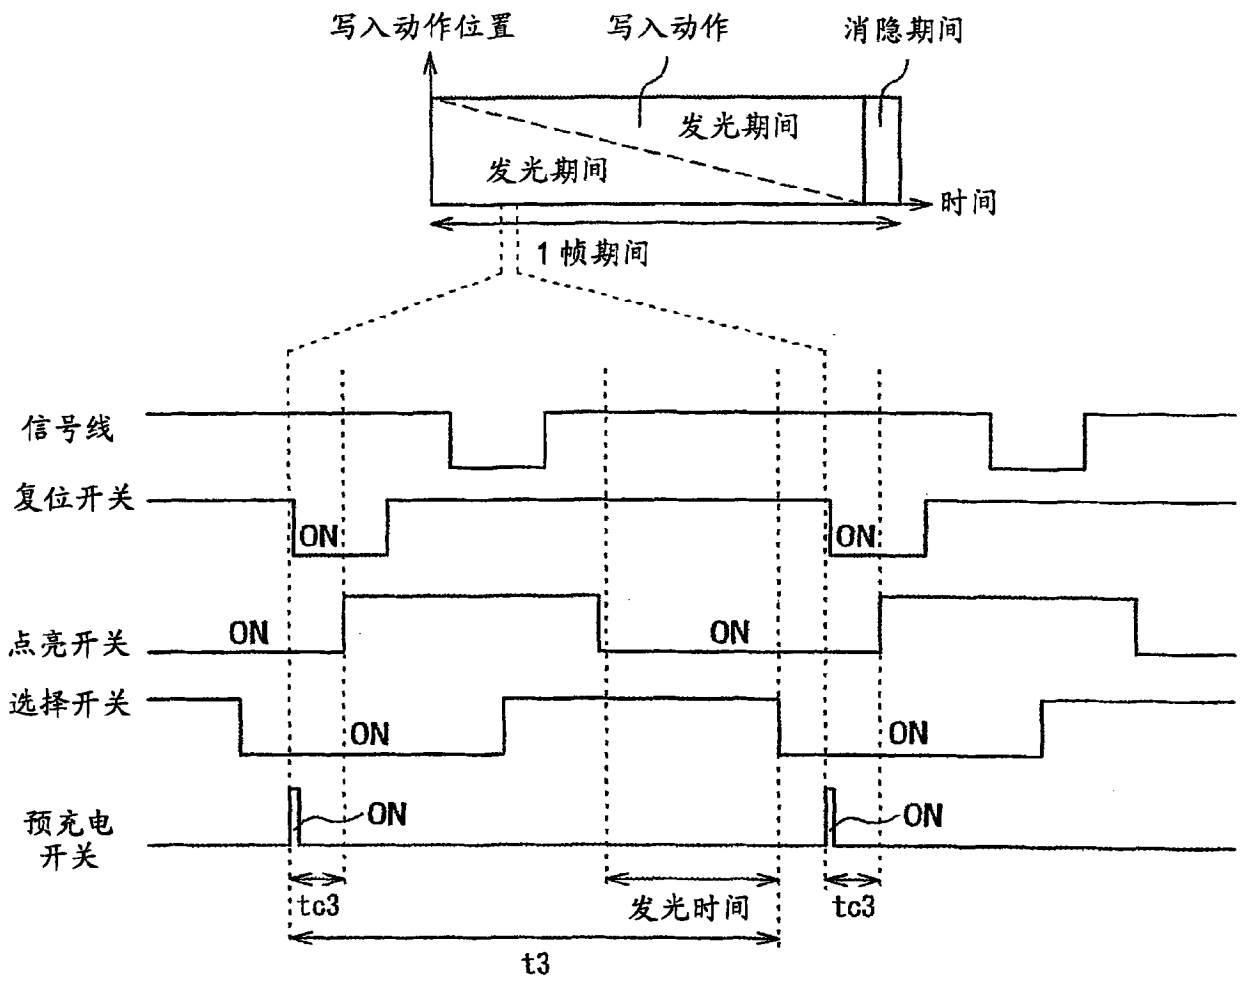 写入动作位置
写入动作
消隐期间
发光期间
发光期间
时间
1 帧期间
信号线
复位开关
ON
ON
点亮开关
ON
ON
选择开关
ON
ON
预充电
开关
ON
ON
tc3
发光时间
tc3
t3